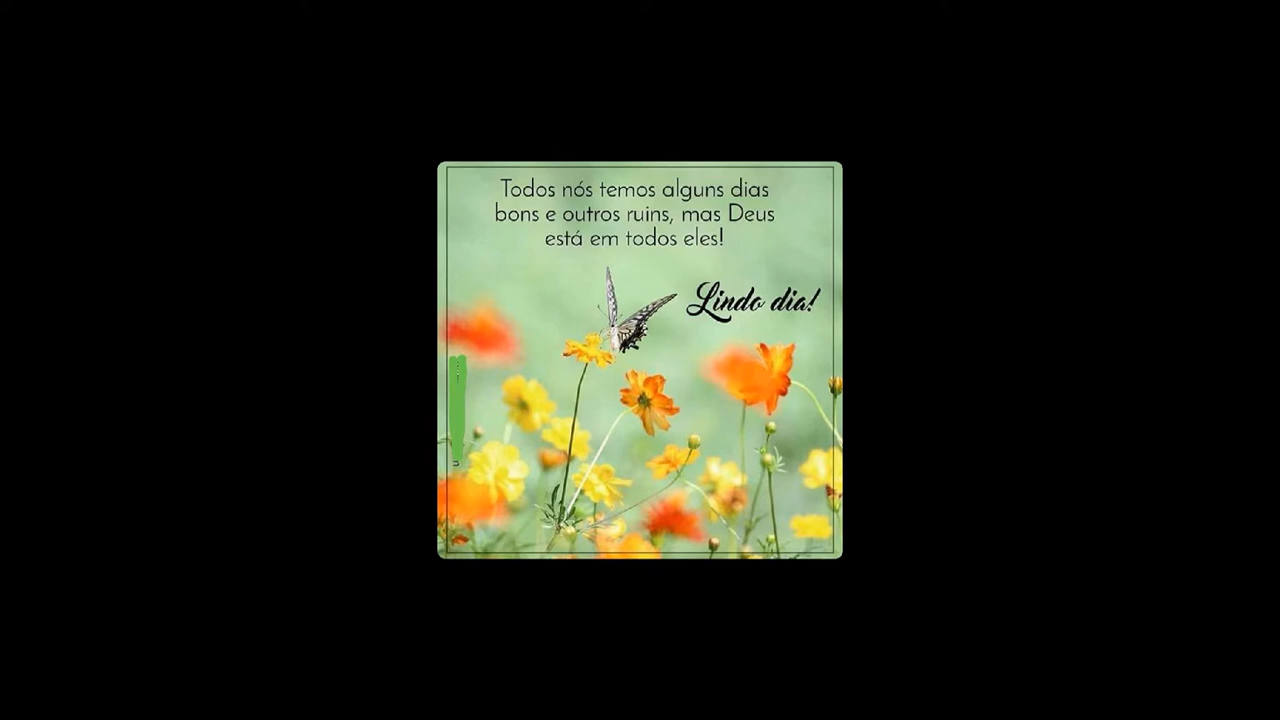 Todos nós temos alguns dias
bons e outros ruins, mas Deus
está em todos eles!
Lindo dia!